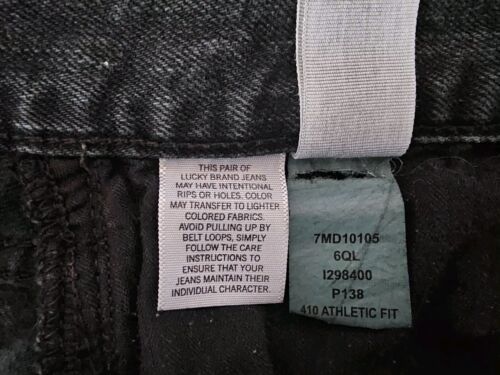 THIS PAIR OF
LUCKY BRAND JEANS
MAY HAVE INTENTIONAL
RIPS OR HOLES. COLOR
MAY TRANSFER TO LIGHTER
COLORED FABRICS.
AVOID PULLING UP BY
BELT LOOPS, SIMPLY
FOLLOW THE CARE
INSTRUCTIONS TO
ENSURE THAT YOUR
JEANS MAINTAIN THEIR
INDIVIDUAL CHARACTER.
7MD10105
6QL
I298400
P138
410 ATHLETIC FIT